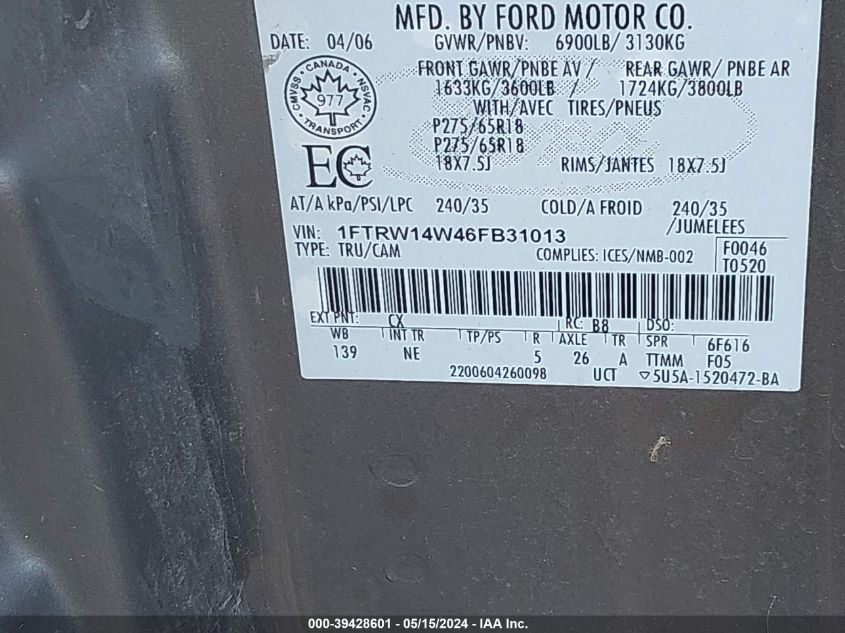 MFD. BY FORD MOTOR CO.
DATE: 04/06 GVWR/PNBV: 6900LB/ 3130KG
FRONT GAWR/PNBE AV / REAR GAWR/ PNBE AR
1633KG/3600LB / 1724KG/3800LB
WITH/AVEC TIRES/PNEUS
P275/65R18
P275/65R18
18X7.5J RIMS/JANTES 18X7.5J
CMVSS · CANADA · NSVAC
977
TRANSPORT
EC
AT/A kPa/PSI/LPC 240/35 COLD/A FROID 240/35
/JUMELEES
VIN: 1FTRW14W46FB31013
TYPE: TRU/CAM COMPLIES: ICES/NMB-002
F0046
T0520
EXT PNT: CX RC: B8 DSO:
WB INT TR TP/PS R AXLE TR SPR 6F616
139 NE 5 26 A TTMM F05
2200604260098 UCT ▽5U5A-1520472-BA
000-39428601 - 05/15/2024 - IAA Inc.